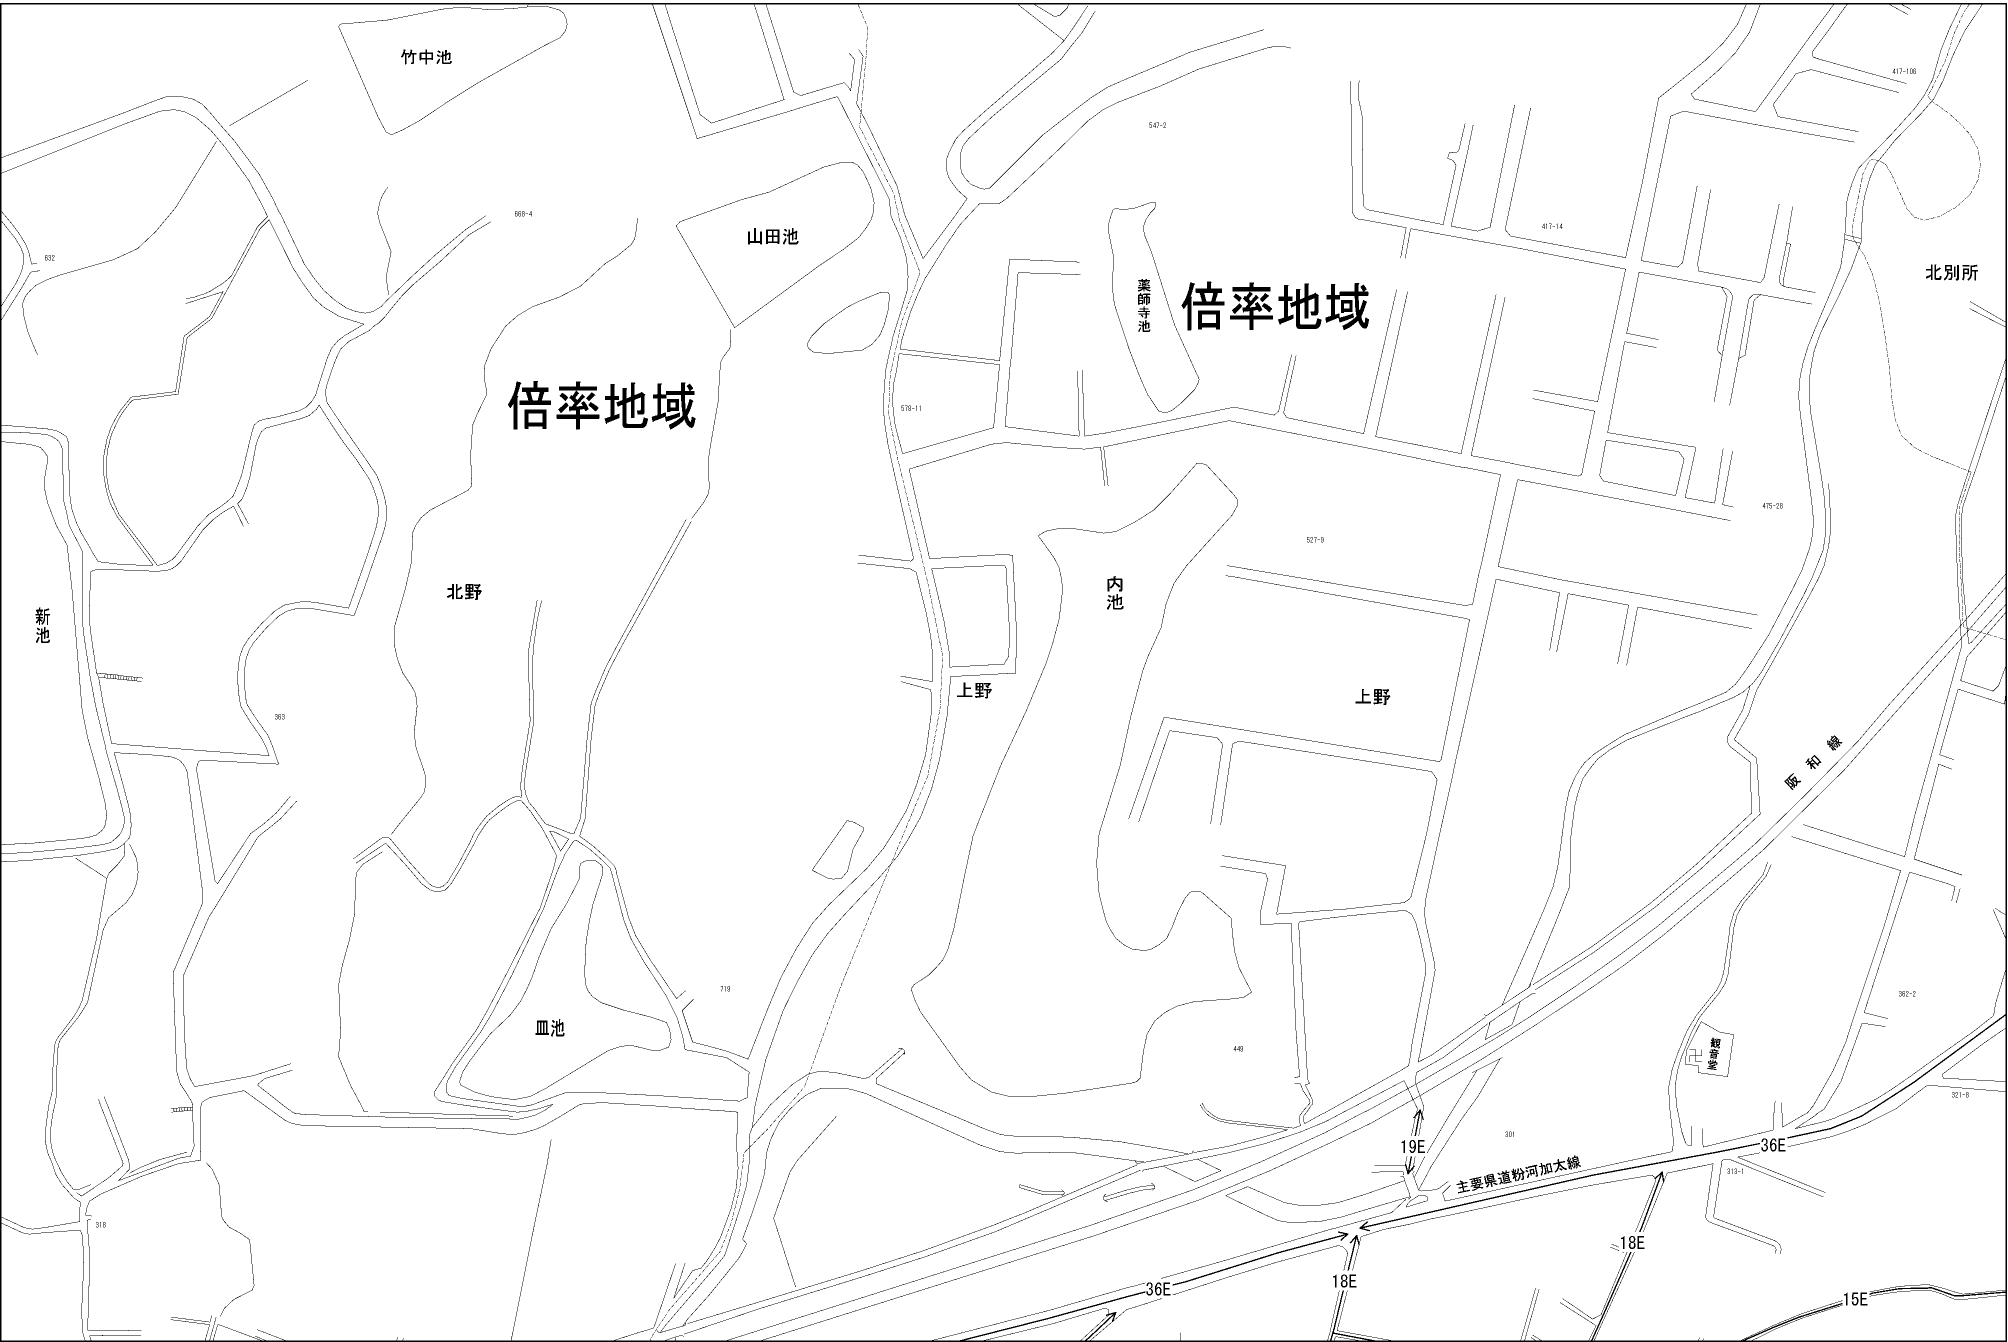 竹中池
417-106
547-2
668-4
417-14
山田池
632
北別所
薬師寺池
倍率地域
倍率地域
578-11
475-28
527-9
北野
内池
新池
上野
上野
363
阪和線
719
362-2
皿池
449
観音堂
321-8
301
19E
36E
主要県道粉河加太線
313-1
318
18E
18E
36E
15E